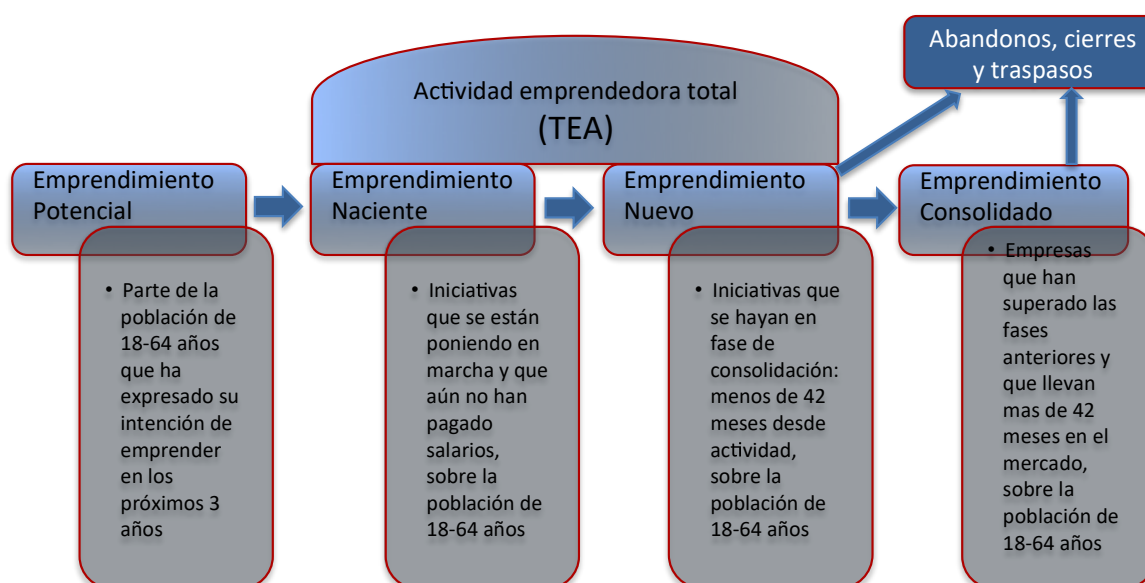 Abandonos, cierres
y traspasos
Actividad emprendedora total
(TEA)
Emprendimiento
Potencial
Emprendimiento
Naciente
Emprendimiento
Nuevo
Emprendimiento
Consolidado
• Parte de la
población de
18-64 años
que ha
expresado su
intención de
emprender
en los
próximos 3
años
• Iniciativas
que se están
poniendo en
marcha y que
aún no han
pagado
salarios,
sobre la
población de
18-64 años
• Iniciativas que
se hayan en
fase de
consolidación:
menos de 42
meses desde
actividad,
sobre la
población de
18-64 años
• Empresas
que han
superado las
fases
anteriores y
que llevan
mas de 42
meses en el
mercado,
sobre la
población de
18-64 años